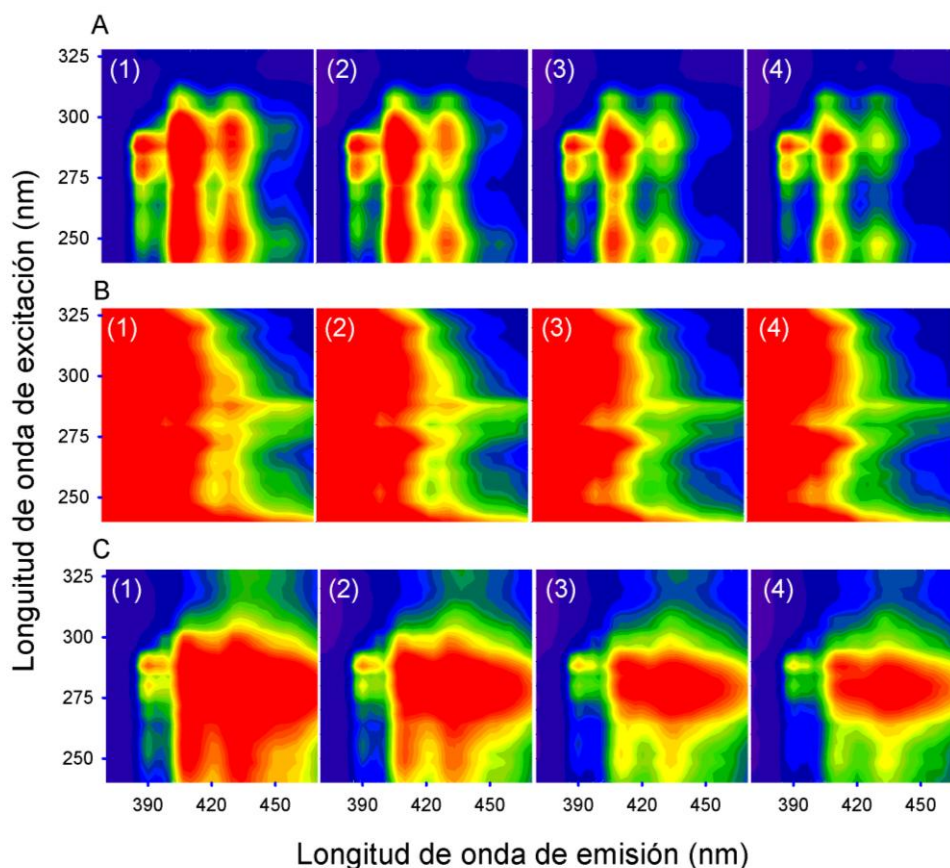 A
328
(1) (2) (3) (4)
300
275
250
B
325
(1) (2) (3) (4)
300
275
250
C
325
(1) (2) (3) (4)
300
275
250
390 420 450 390 420 450 390 420 450 390 420 450
Longuitud de onda de excitación (nm)
Longitud de onda de emisión (nm)